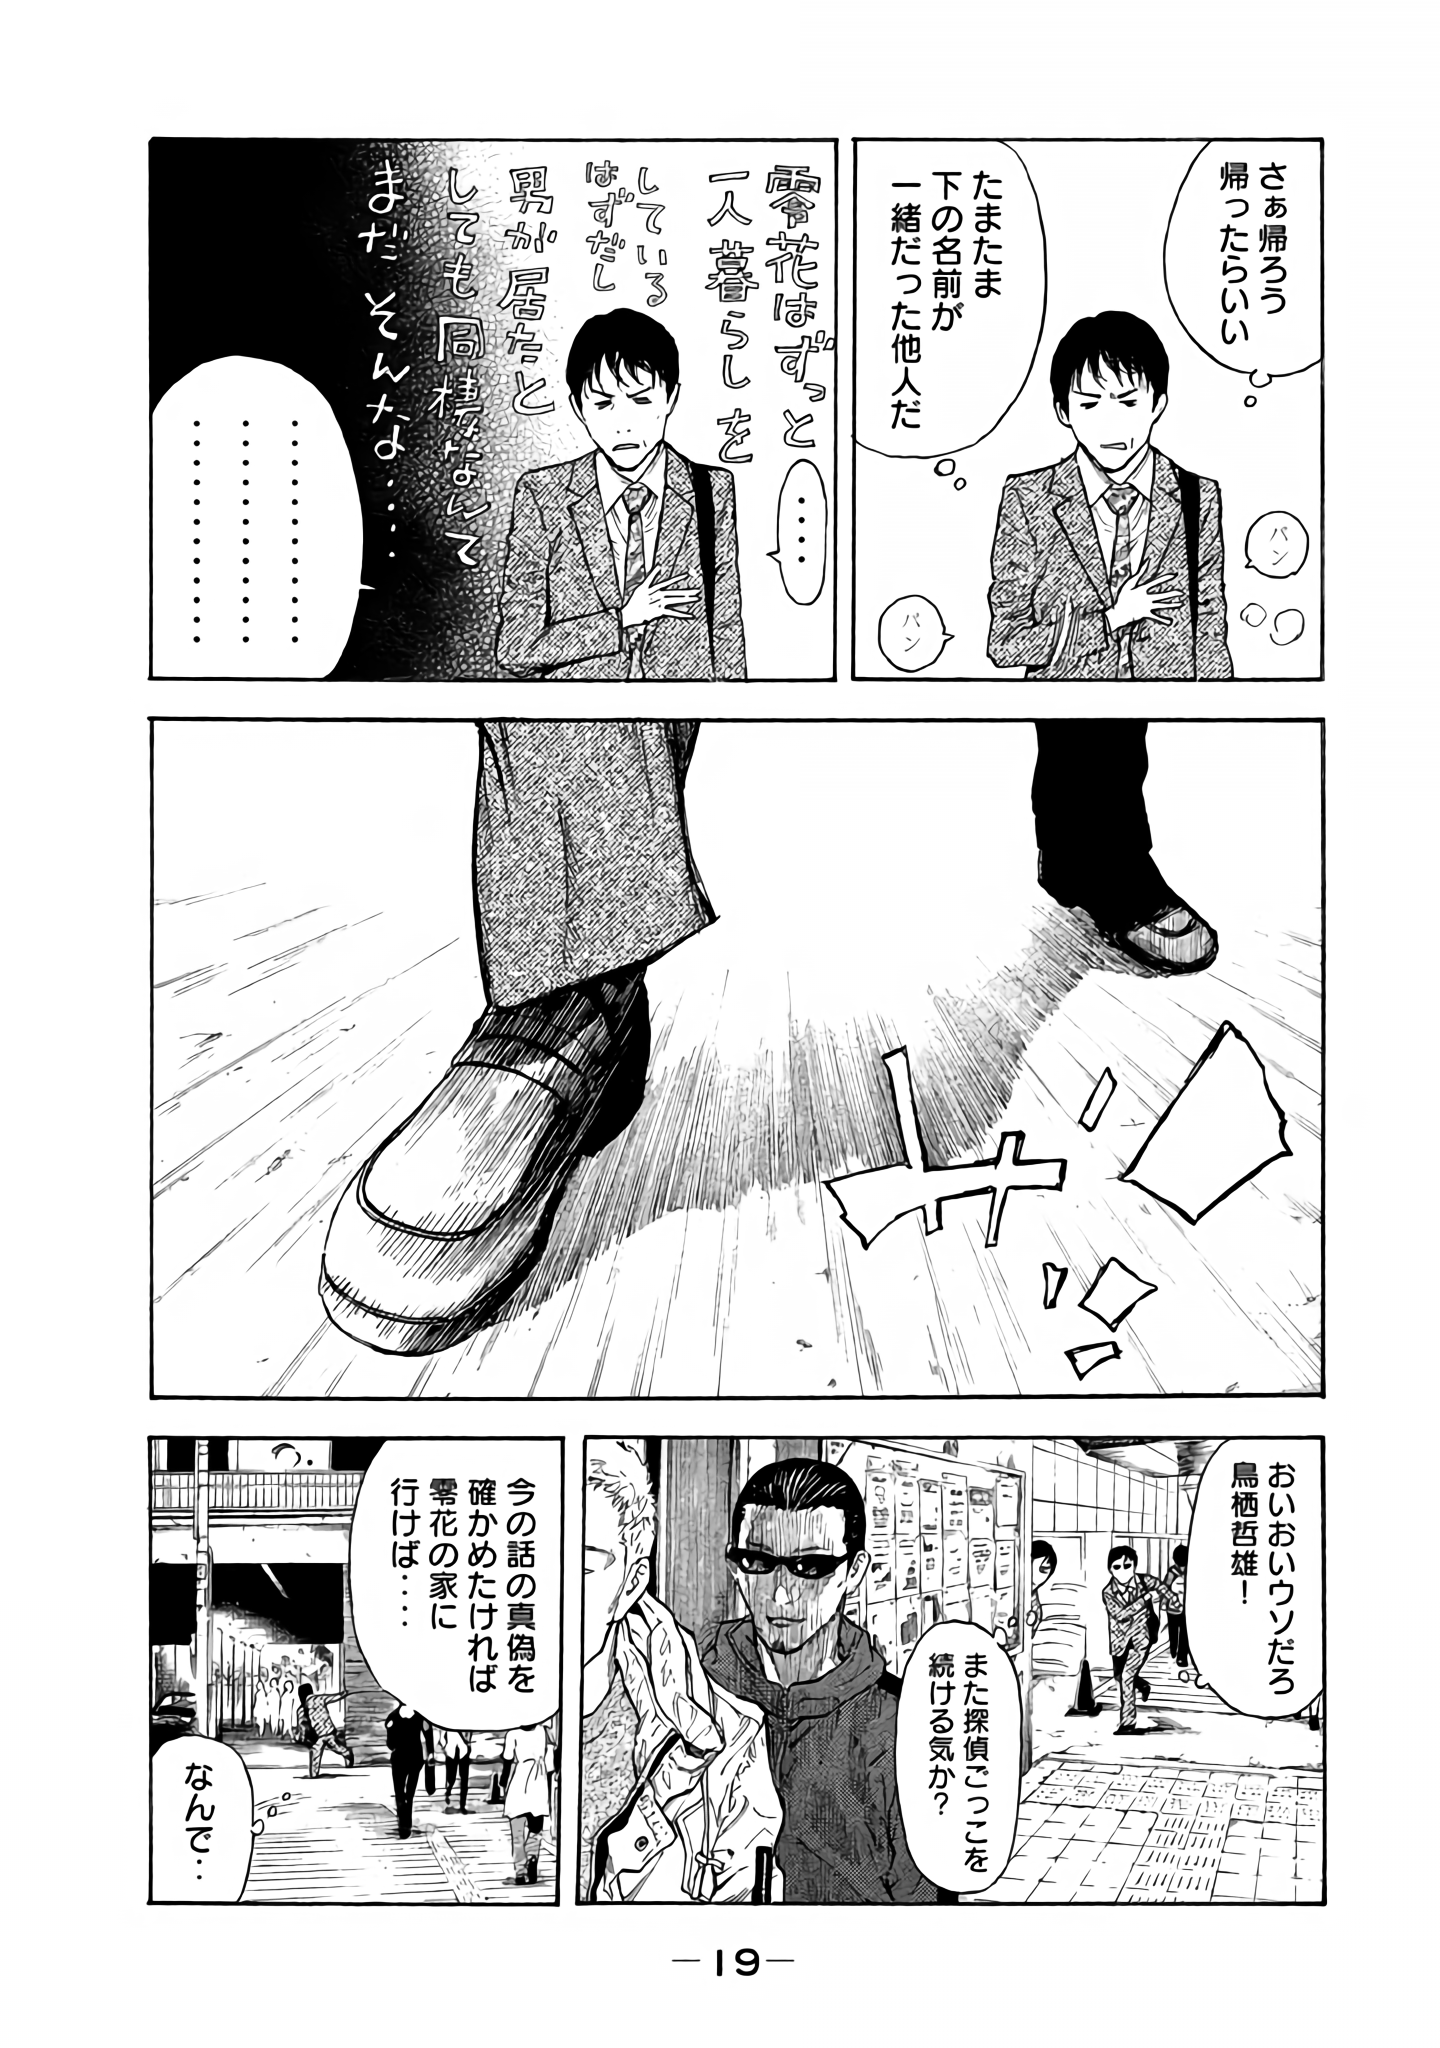 さぁ帰ろう
帰ったらいい
たまたま
下の名前が
一緒だった他人だ
パン
パン
・・・・
零花はずっと
一人暮らしを
している
はずだし
男が居たと
しても同棲なんて
まだそんな‥‥
・・・・・・・・・・・・
・・・・・・・・・・・・
・・・・・・・・・・・・
ザッ
おいおいウソだろ
鳥栖哲雄！
また探偵ごっこを
続ける気か？
今の話の真偽を
確かめたければ
零花の家に
行けば‥‥
なんで‥
—19—